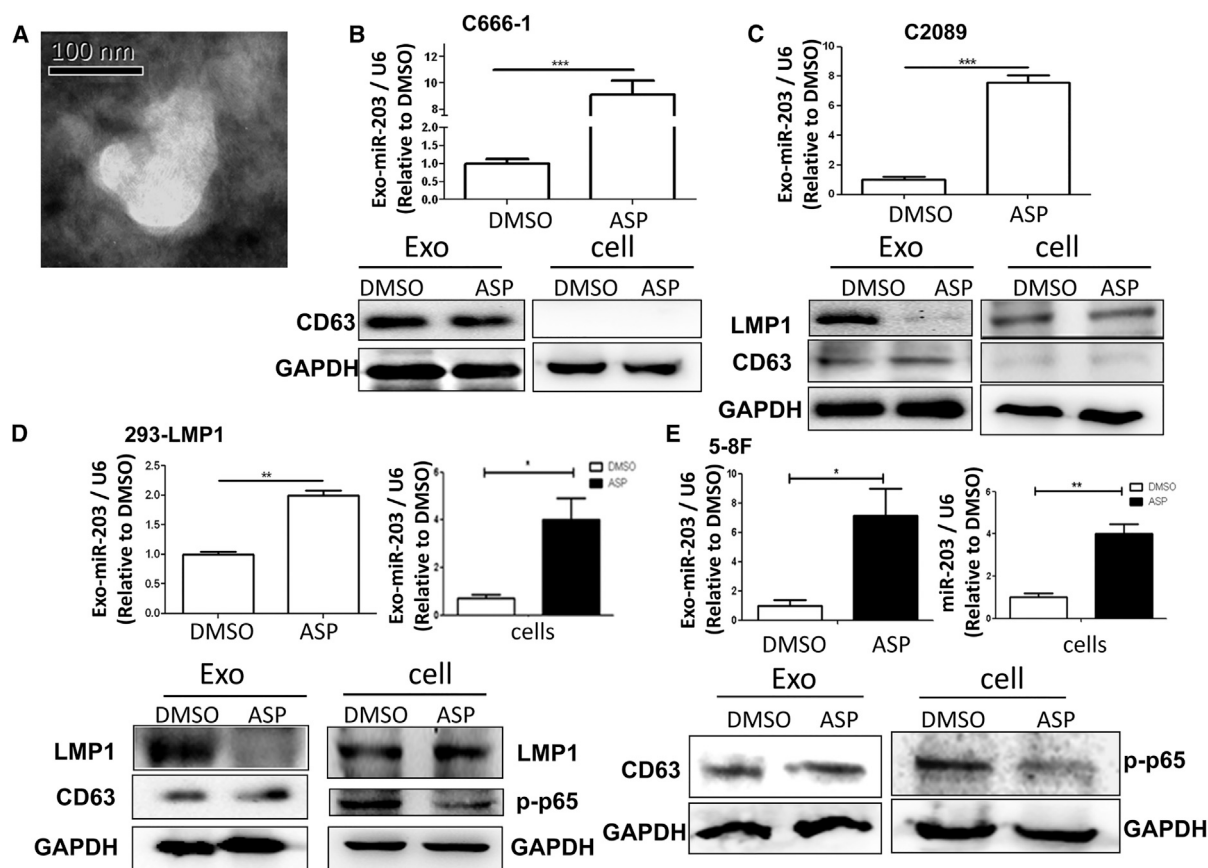 A
100 nm
B
C666-1
Exo-miR-203 / U6
(Relative to DMSO)
12
10
8
6
2.0
1.5
1.0
0.5
0.0
***
DMSO
ASP
Exo
cell
DMSO
ASP
DMSO
ASP
CD63
GAPDH
C
C2089
Exo-miR-203 / U6
(Relative to DMSO)
10
8
6
4
2
0
***
DMSO
ASP
Exo
cell
DMSO
ASP
DMSO
ASP
LMP1
CD63
GAPDH
D
293-LMP1
Exo-miR-203 / U6
(Relative to DMSO)
2.5
2.0
1.5
1.0
0.5
0.0
**
DMSO
ASP
Exo-miR-203 / U6
(Relative to DMSO)
6
4
2
0
*
DMSO
ASP
cells
Exo
cell
DMSO
ASP
DMSO
ASP
LMP1
LMP1
CD63
p-p65
GAPDH
GAPDH
E
5-8F
Exo-miR-203 / U6
(Relative to DMSO)
10
8
6
4
2
0
*
DMSO
ASP
miR-203 / U6
(Relative to DMSO)
6
4
2
0
**
DMSO
ASP
cells
Exo
cell
DMSO
ASP
DMSO
ASP
CD63
p-p65
GAPDH
GAPDH